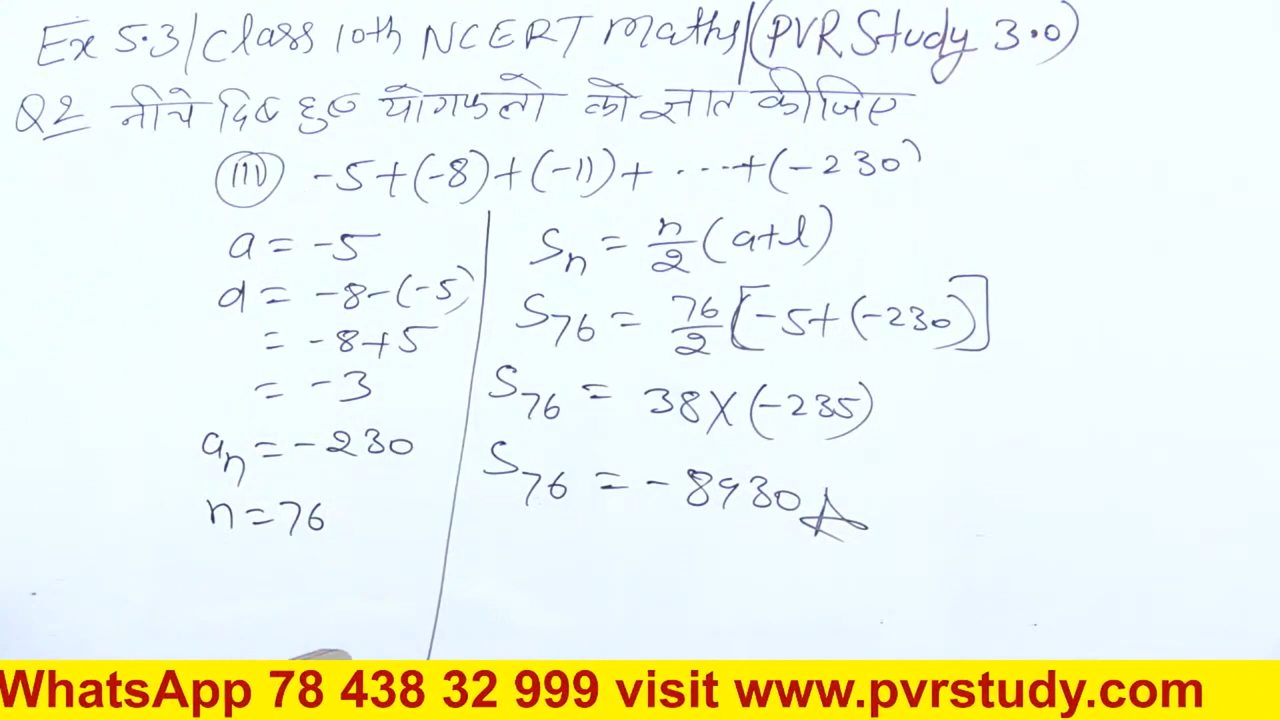 Ex 5.3/Class 10th NCERT Maths/(PVR Study 3.0)
Q2 नीचे दिए हुए योगफलो को ज्ञात कीजिए
(iii) -5+(-8)+(-11)+ ....+(-230)
a = -5
d = -8-(-5)
= -8+5
= -3
an = -230
n = 76
Sn = n/2 (a+l)
S76 = 76/2 [-5+(-230)]
S76 = 38×(-235)
S76 = -8930
WhatsApp 78 438 32 999 visit www.pvrstudy.com